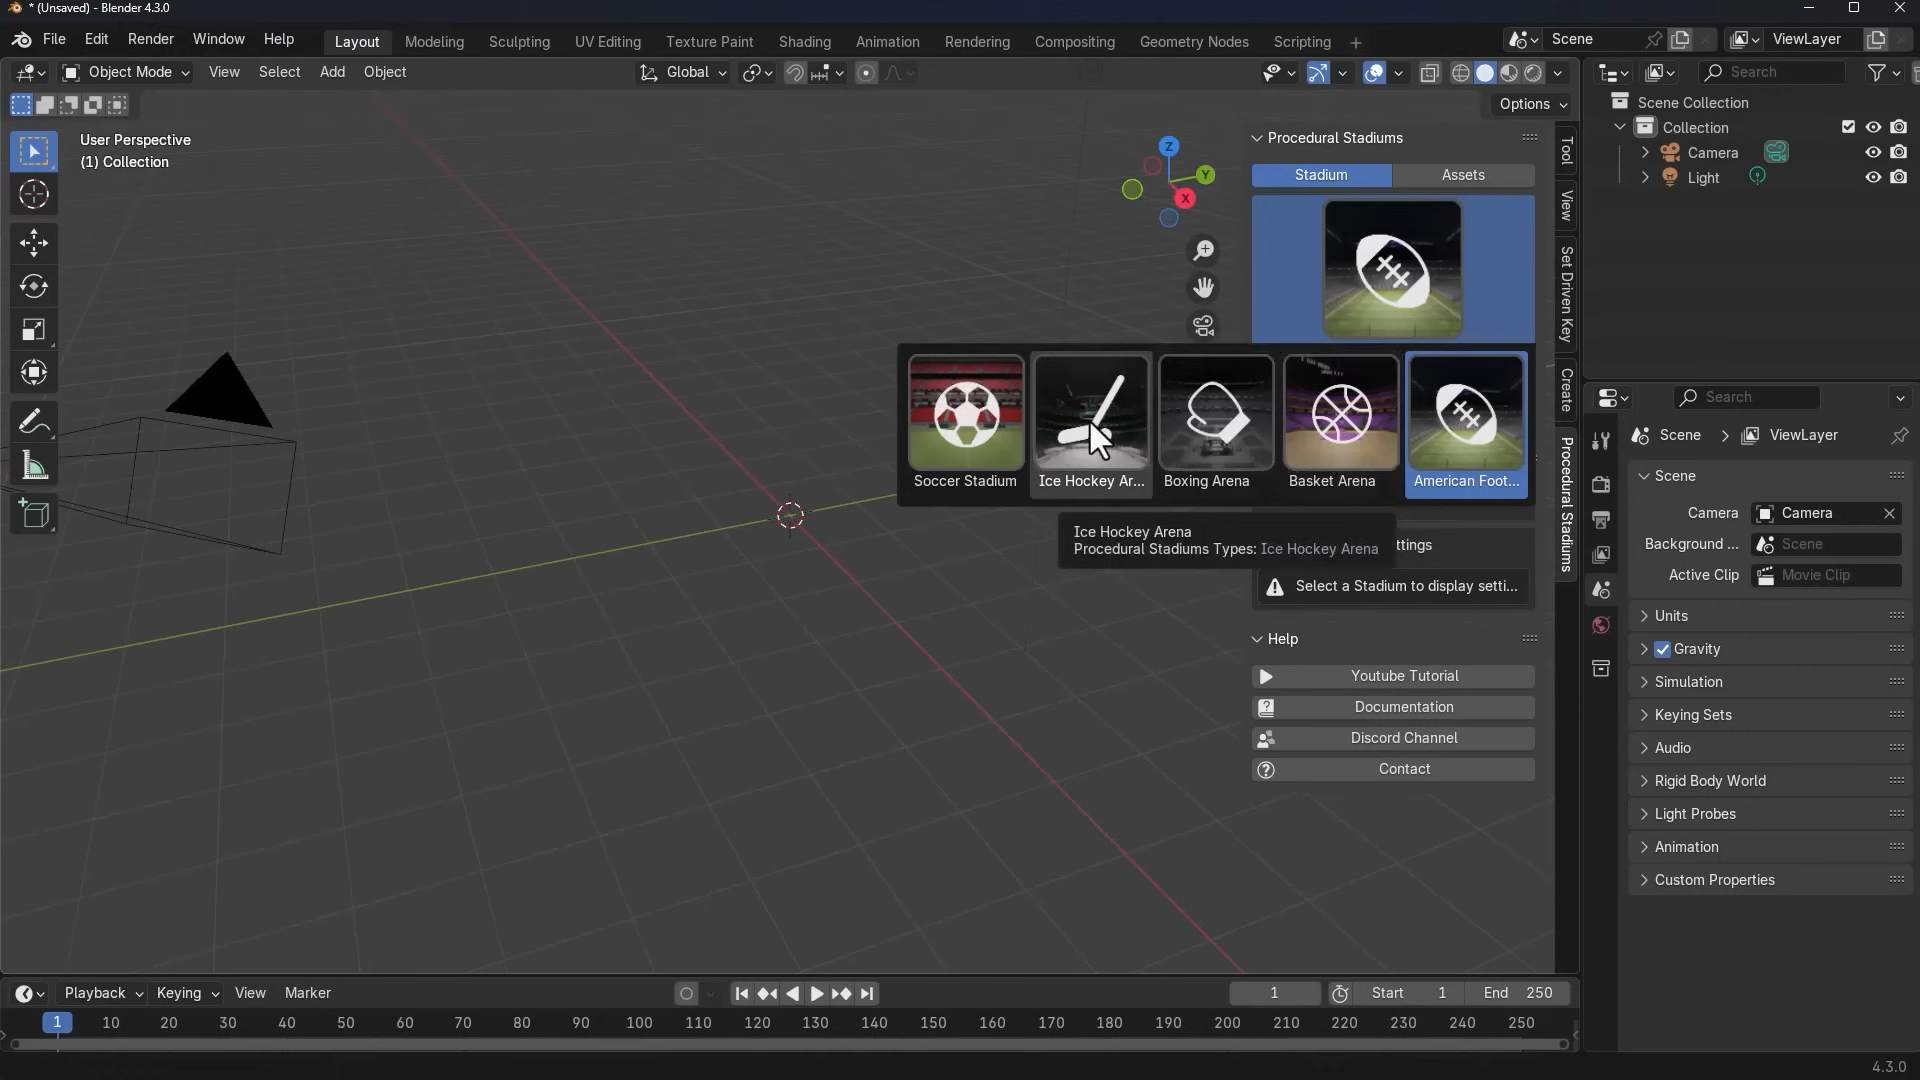 * (Unsaved) - Blender 4.3.0
File Edit Render Window Help Layout Modeling Sculpting UV Editing Texture Paint Shading Animation Rendering Compositing Geometry Nodes Scripting + Scene ViewLayer
Object Mode View Select Add Object Global Search
Options
User Perspective
(1) Collection
Z
Y
X
Procedural Stadiums
Stadium Assets
Soccer Stadium Ice Hockey Ar... Boxing Arena Basket Arena American Foot...
Ice Hockey Arena
Procedural Stadiums Types: Ice Hockey Arena
ttings
Select a Stadium to display setti...
Help
Youtube Tutorial
Documentation
Discord Channel
Contact
Tool
View
Set Driven Key
Create
Procedural Stadiums
Scene Collection
Collection
Camera
Light
Search
Scene ViewLayer
Scene
Camera Camera
Background ... Scene
Active Clip Movie Clip
Units
Gravity
Simulation
Keying Sets
Audio
Rigid Body World
Light Probes
Animation
Custom Properties
Playback Keying View Marker 1 Start 1 End 250
1 10 20 30 40 50 60 70 80 90 100 110 120 130 140 150 160 170 180 190 200 210 220 230 240 250
4.3.0